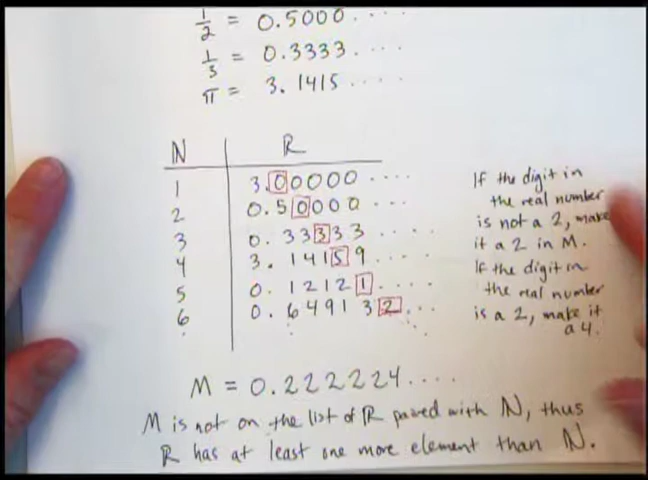 1/2 = 0.5000....
1/3 = 0.3333....
π = 3.1415....
N R
1 3.00000....
2 0.50000
3 0.33333....
4 3.14159....
5 0.12121....
6 0.649132...
If the digit in
the real number
is not a 2, make
it a 2 in M.
If the digit in
the real number
is a 2, make it
a 4.
M = 0.222224....
M is not on the list of R paired with N, thus
R has at least one more element than N.